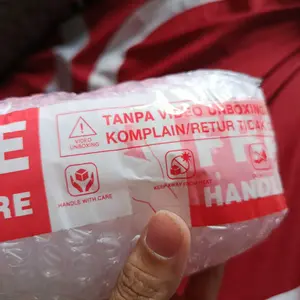 TANPA VIDEO UNBOXING
KOMPLAIN/RETUR
VIDEO
UNBOXING
E
RE
HANDLE WITH CARE
HANDL